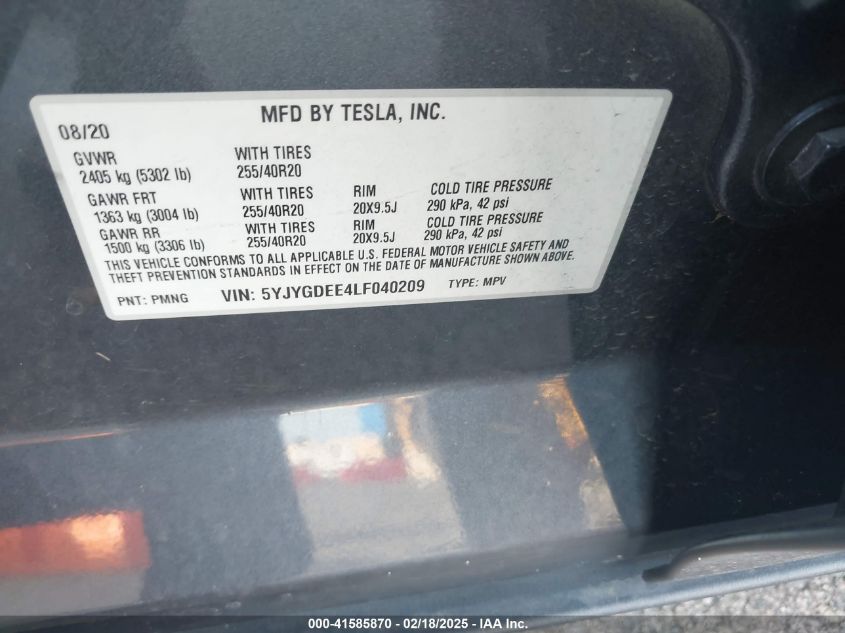 MFD BY TESLA, INC.
08/20
GVWR WITH TIRES
2405 kg (5302 lb) 255/40R20
GAWR FRT WITH TIRES RIM COLD TIRE PRESSURE
1363 kg (3004 lb) 255/40R20 20X9.5J 290 kPa, 42 psi
GAWR RR WITH TIRES RIM COLD TIRE PRESSURE
1500 kg (3306 lb) 255/40R20 20X9.5J 290 kPa, 42 psi
THIS VEHICLE CONFORMS TO ALL APPLICABLE U.S. FEDERAL MOTOR VEHICLE SAFETY AND
THEFT PREVENTION STANDARDS IN EFFECT ON THE DATE OF MANUFACTURE SHOWN ABOVE.
PNT: PMNG VIN: 5YJYGDEE4LF040209 TYPE: MPV
000-41585870 - 02/18/2025 - IAA Inc.